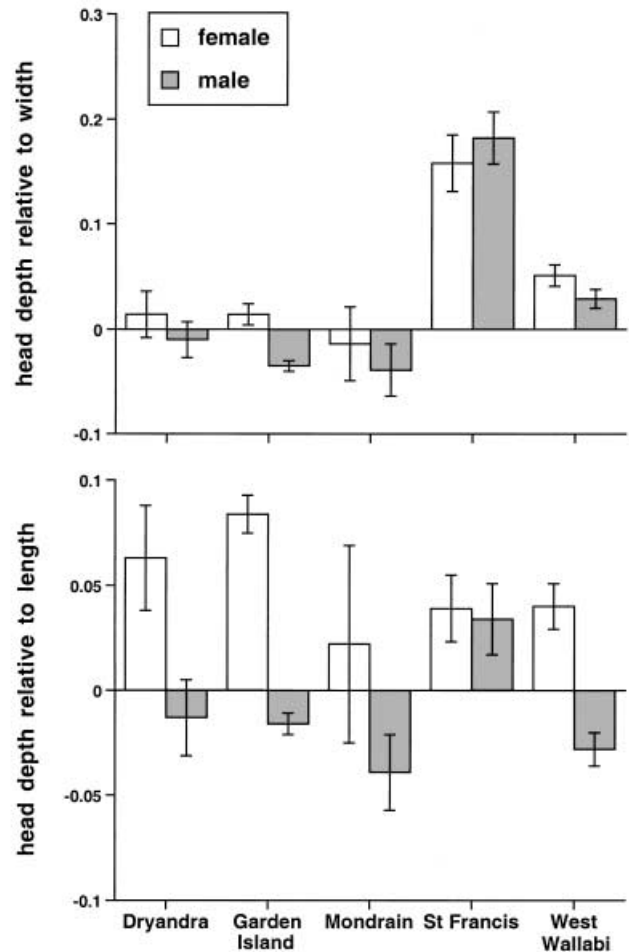 head depth relative to width
0.3
0.2
0.1
0
-0.1
female
male
head depth relative to length
0.1
0.05
0
-0.05
-0.1
Dryandra
Garden
Island
Mondrain
St Francis
West
Wallabi